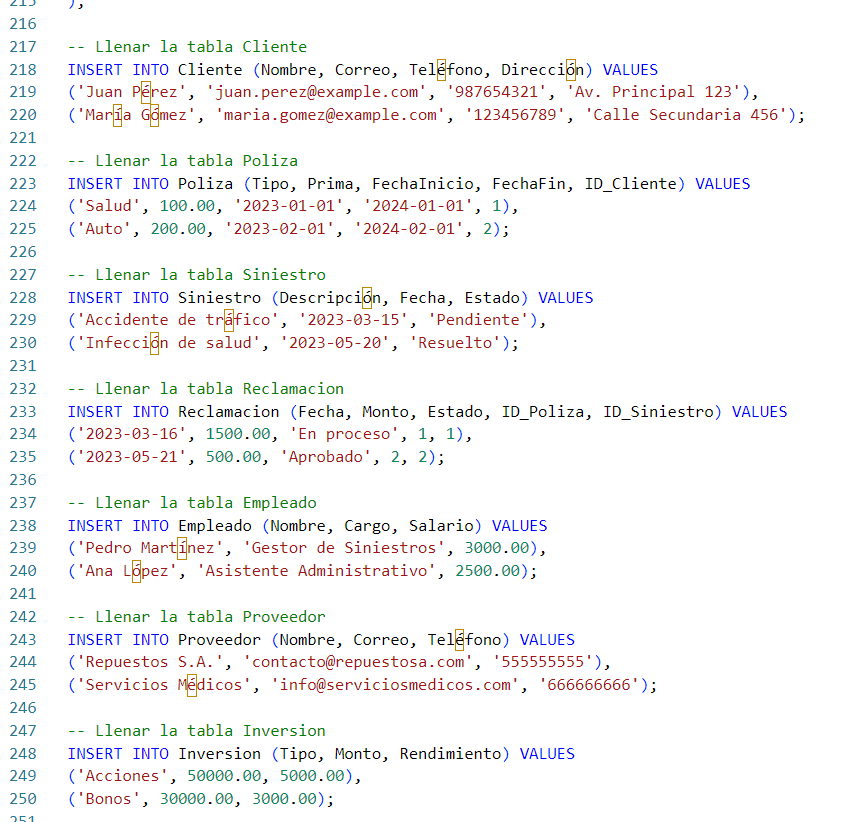 215 );
216
217 -- Llenar la tabla Cliente
218 INSERT INTO Cliente (Nombre, Correo, Teléfono, Dirección) VALUES
219 ('Juan Pérez', 'juan.perez@example.com', '987654321', 'Av. Principal 123'),
220 ('María Gómez', 'maria.gomez@example.com', '123456789', 'Calle Secundaria 456');
221
222 -- Llenar la tabla Poliza
223 INSERT INTO Poliza (Tipo, Prima, FechaInicio, FechaFin, ID_Cliente) VALUES
224 ('Salud', 100.00, '2023-01-01', '2024-01-01', 1),
225 ('Auto', 200.00, '2023-02-01', '2024-02-01', 2);
226
227 -- Llenar la tabla Siniestro
228 INSERT INTO Siniestro (Descripción, Fecha, Estado) VALUES
229 ('Accidente de tráfico', '2023-03-15', 'Pendiente'),
230 ('Infección de salud', '2023-05-20', 'Resuelto');
231
232 -- Llenar la tabla Reclamacion
233 INSERT INTO Reclamacion (Fecha, Monto, Estado, ID_Poliza, ID_Siniestro) VALUES
234 ('2023-03-16', 1500.00, 'En proceso', 1, 1),
235 ('2023-05-21', 500.00, 'Aprobado', 2, 2);
236
237 -- Llenar la tabla Empleado
238 INSERT INTO Empleado (Nombre, Cargo, Salario) VALUES
239 ('Pedro Martínez', 'Gestor de Siniestros', 3000.00),
240 ('Ana López', 'Asistente Administrativo', 2500.00);
241
242 -- Llenar la tabla Proveedor
243 INSERT INTO Proveedor (Nombre, Correo, Teléfono) VALUES
244 ('Repuestos S.A.', 'contacto@repuestosa.com', '555555555'),
245 ('Servicios Médicos', 'info@serviciosmedicos.com', '666666666');
246
247 -- Llenar la tabla Inversion
248 INSERT INTO Inversion (Tipo, Monto, Rendimiento) VALUES
249 ('Acciones', 50000.00, 5000.00),
250 ('Bonos', 30000.00, 3000.00);
251